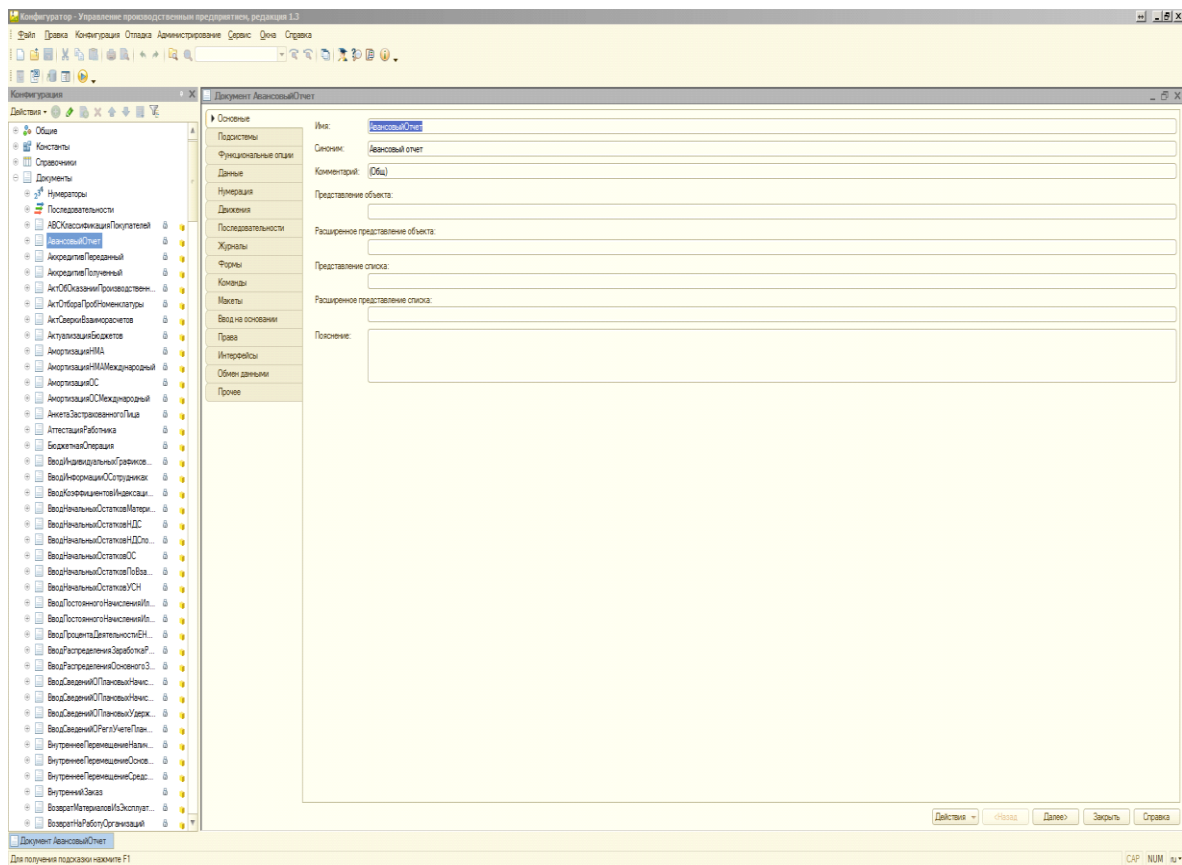 Конфигуратор - Управление производственным предприятием, редакция 1.3
Файл Правка Конфигурация Отладка Администрирование Сервис Окна Справка
Конфигурация
Документ АвансовыйОтчет
Действия
Общие
Константы
Справочники
Документы
Нумераторы
Последовательности
ABCКлассификацияПокупателей
АвансовыйОтчет
АккредитивПереданный
АккредитивПолученный
АктОбОказанииПроизводственн...
АктОтбораПробНоменклатуры
АктСверкиВзаиморасчетов
АктуализацияБюджетов
АмортизацияНМА
АмортизацияНМАМеждународный
АмортизацияОС
АмортизацияОСМеждународный
АнкетаЗастрахованногоЛица
АттестацияРаботника
БюджетнаяОперация
ВводИндивидуальныхГрафиков...
ВводИнформацииОСотрудниках
ВводКоэффициентовИндексаци...
ВводНачальныхОстатковМатери...
ВводНачальныхОстатковНДС
ВводНачальныхОстатковНДСпо...
ВводНачальныхОстатковОС
ВводНачальныхОстатковПоВза...
ВводНачальныхОстатковУСН
ВводПостоянногоНачисленияИл...
ВводПостоянногоНачисленияИл...
ВводПроцентаДеятельностиЕН...
ВводРаспределенияЗаработкаР...
ВводРаспределенияОсновногоЗ...
ВводСведенийОПлановыхНачис...
ВводСведенийОПлановыхНачис...
ВводСведенийОПлановыхУдерж...
ВводСведенийОРеглУчетеПлан...
ВнутреннееПеремещениеНалич...
ВнутреннееПеремещениеОснов...
ВнутреннееПеремещениеСредс...
ВнутреннийЗаказ
ВозвратМатериаловИзЭксплуат...
ВозвратНаРаботуОрганизаций
Основные
Подсистемы
Функциональные опции
Данные
Нумерация
Движения
Последовательности
Журналы
Формы
Команды
Макеты
Ввод на основании
Права
Интерфейсы
Обмен данными
Прочее
Имя: АвансовыйОтчет
Синоним: Авансовый отчет
Комментарий: (Общ)
Представление объекта:
Расширенное представление объекта:
Представление списка:
Расширенное представление списка:
Пояснение:
Действия <Назад Далее> Закрыть Справка
Документ АвансовыйОтчет
Для получения подсказки нажмите F1
CAP NUM ru